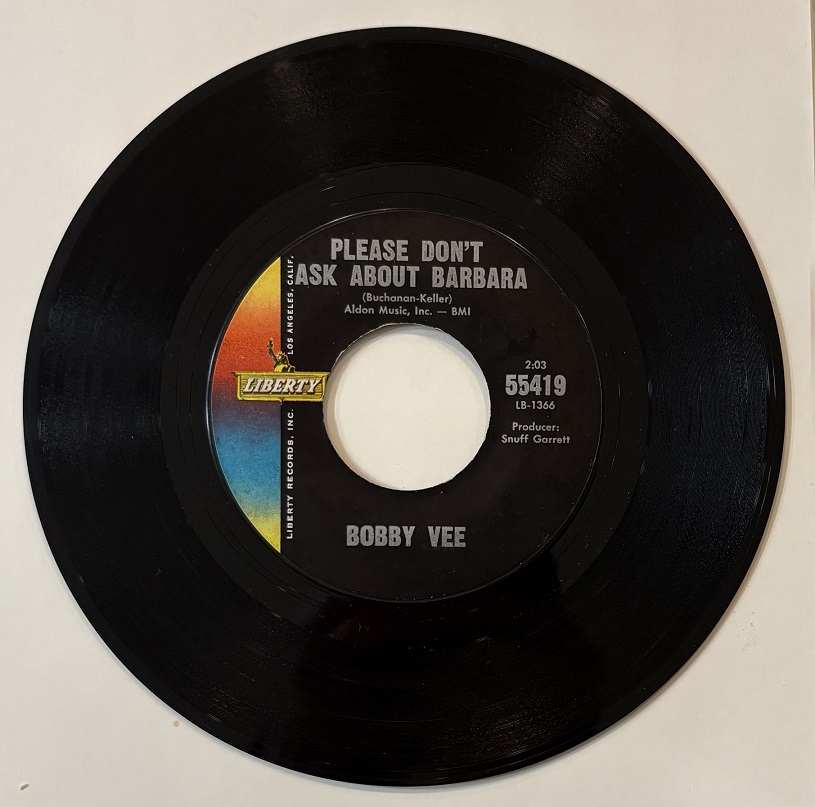 PLEASE DON'T
ASK ABOUT BARBARA
(Buchanan-Keller)
Aldon Music, Inc. — BMI
LIBERTY RECORDS, INC. LOS ANGELES, CALIF.
LIBERTY
2:03
55419
LB-1366
Producer:
Snuff Garrett
BOBBY VEE